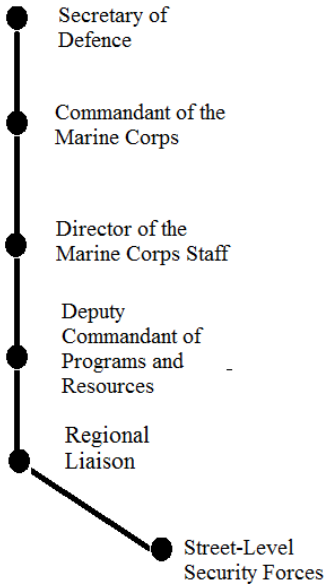 Secretary of
Defence
Commandant of the
Marine Corps
Director of the
Marine Corps Staff
Deputy
Commandant of
Programs and
Resources
Regional
Liaison
Street-Level
Security Forces